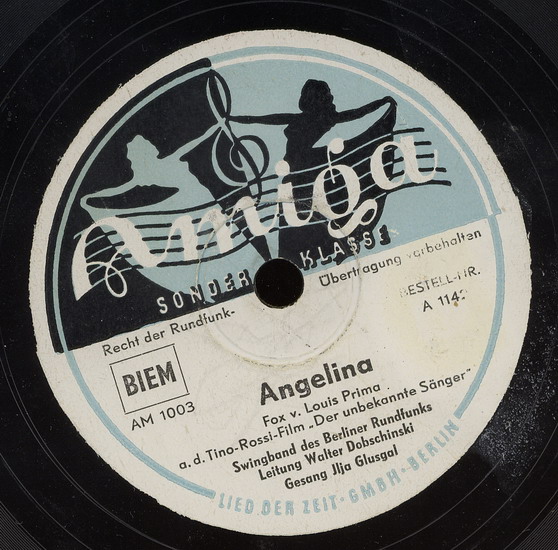 Amiga
SONDER KLASSE
Recht der Rundfunk- Übertragung vorbehalten
BIEM
BESTELL-NR.
AM 1003
Angelina
Fox v. Louis Prima
a. d. Tino-Rossi-Film „Der unbekannte Sänger"
Swingband des Berliner Rundfunks
Leitung Walter Dobschinski
Gesang Jlja Glusgal
LIED DER ZEIT · GMBH · BERLIN